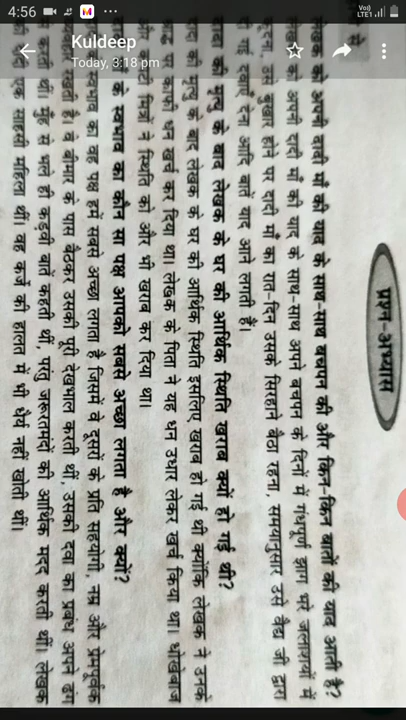 4:56
Vo)
LTE1
Kuldeep
Today, 3:18 pm
प्रश्न-अभ्यास
से
लेखक को अपनी दादी माँ की याद के साथ-साथ बचपन की और किन-किन बातों की याद आती है?
को अपनी दादी माँ की याद के साथ-साथ अपने बचपन के दिनों में गंधपूर्ण झाग भरे जलाशयों में
कूदना, उसे बुखार होने पर दादी माँ का रात-दिन उसके सिरहाने बैठा रहना, समयानुसार उसे वैद्य जी द्वारा
दी गई दवाएँ देना आदि बातें याद आने लगती हैं।
दादा की मृत्यु के बाद लेखक के घर की आर्थिक स्थिति खराब क्यों हो गई थी?
दादा की मृत्यु के बाद लेखक के घर की आर्थिक स्थिति इसलिए खराब हो गई थी क्योंकि लेखक ने उनके
श्राद्ध पर काफी धन खर्च कर दिया था। लेखक के पिता ने यह धन उधार लेकर खर्च किया था। धोखेबाज
और मित्रों ने स्थिति को और भी खराब कर दिया था।
के स्वभाव का कौन सा पक्ष आपको सबसे अच्छा लगता है और क्यों?
के स्वभाव का वह पक्ष हमें सबसे अच्छा लगता है जिसमें वे दूसरों के प्रति सहयोगी, नम्र और प्रेमपूर्वक
रखती हैं। वे बीमार के पास बैठकर उसकी पूरी देखभाल करती थीं, उसकी दवा का प्रबंध अपने ढंग
करती थीं। मुँह से भले ही कड़वी बातें कहती थीं, परंतु जरूरतमंदों की आर्थिक मदद करती थीं। लेखक
की दादी एक साहसी महिला थीं। वह कर्ज की हालत में भी धैर्य नहीं खोती थीं।